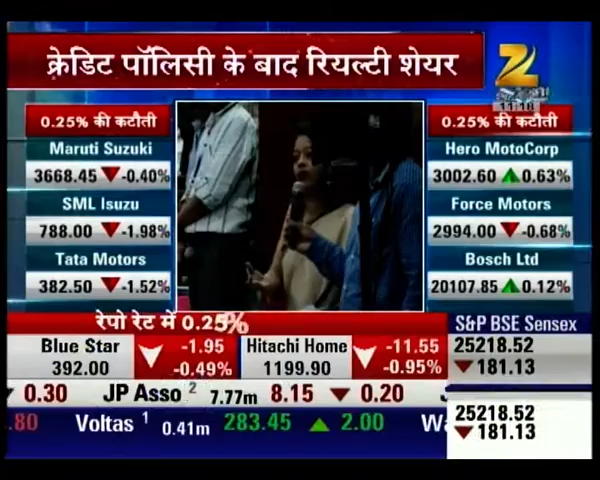 क्रेडिट पॉलिसी के बाद रियल्टी शेयर
11:18
0.25% की कटौती
Maruti Suzuki
3668.45 -0.40%
SML Isuzu
788.00 -1.98%
Tata Motors
382.50 -1.52%
0.25% की कटौती
Hero MotoCorp
3002.60 0.63%
Force Motors
2994.00 -0.68%
Bosch Ltd
20107.85 0.12%
रेपो रेट में 0.25%
Blue Star
392.00
-1.95
-0.49%
Hitachi Home
1199.90
-11.55
-0.95%
S&P BSE Sensex
25218.52
181.13
0.30 JP Asso 2 7.77m 8.15 0.20
.80 Voltas 1 0.41m 283.45 2.00
25218.52
181.13